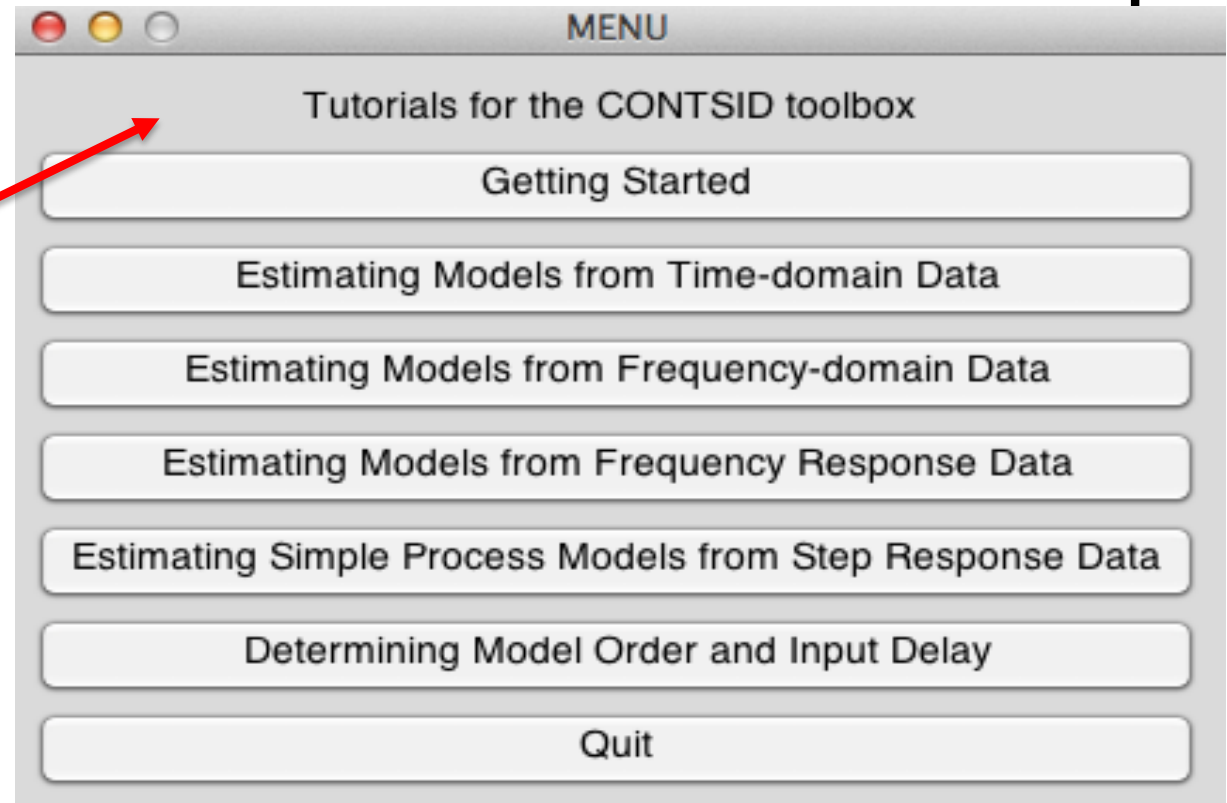 MENU
Tutorials for the CONTSID toolbox
Getting Started
Estimating Models from Time-domain Data
Estimating Models from Frequency-domain Data
Estimating Models from Frequency Response Data
Estimating Simple Process Models from Step Response Data
Determining Model Order and Input Delay
Quit